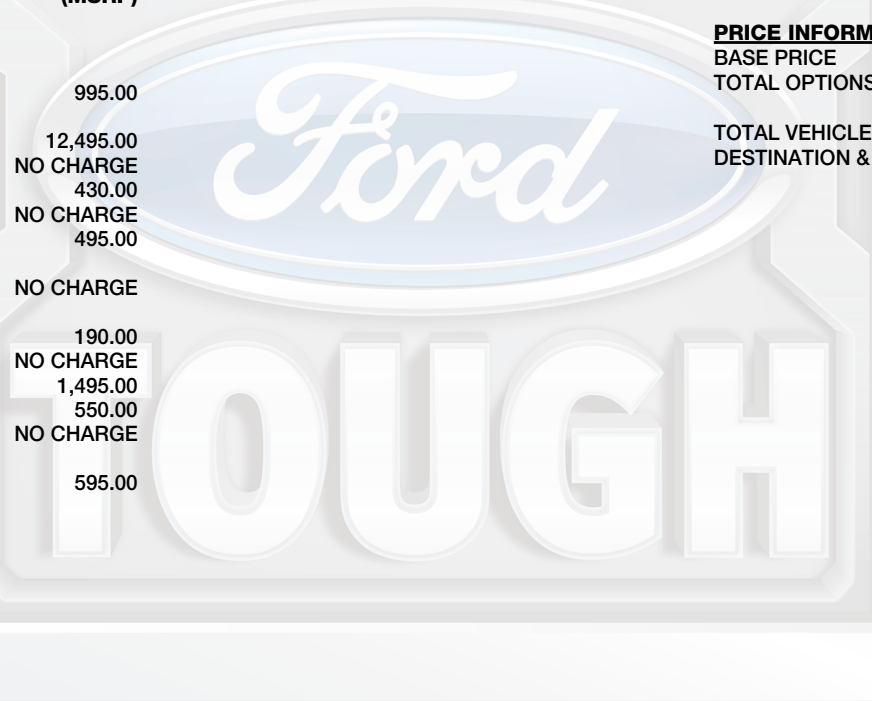 (MSRP)
995.00
12,495.00
NO CHARGE
430.00
NO CHARGE
495.00
NO CHARGE
190.00
NO CHARGE
1,495.00
550.00
NO CHARGE
595.00
PRICE INFORM
BASE PRICE
TOTAL OPTIONS
TOTAL VEHICLE
DESTINATION &
Ford
TOUGH